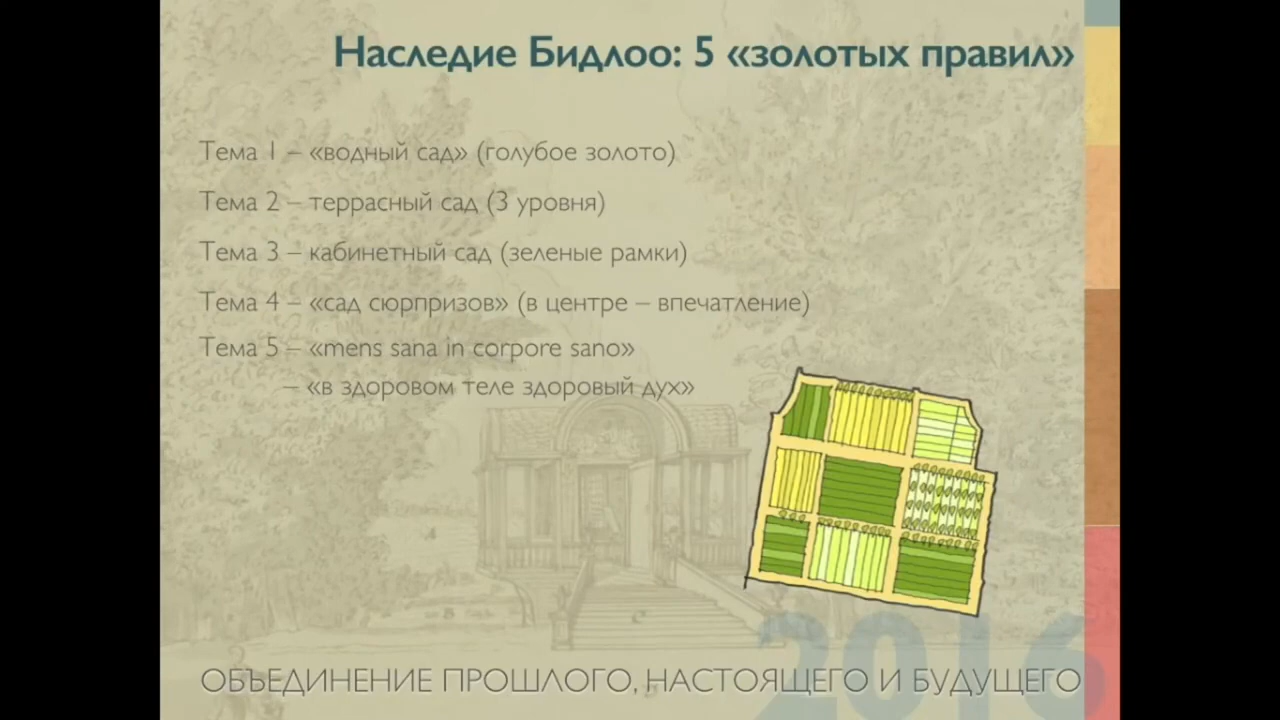 Наследие Бидлоо: 5 «золотых правил»
Тема 1 – «водный сад» (голубое золото)
Тема 2 – террасный сад (3 уровня)
Тема 3 – кабинетный сад (зеленые рамки)
Тема 4 – «сад сюрпризов» (в центре – впечатление)
Тема 5 – «mens sana in corpore sano»
– «в здоровом теле здоровый дух»
2016
ОБЪЕДИНЕНИЕ ПРОШЛОГО, НАСТОЯЩЕГО И БУДУЩЕГО